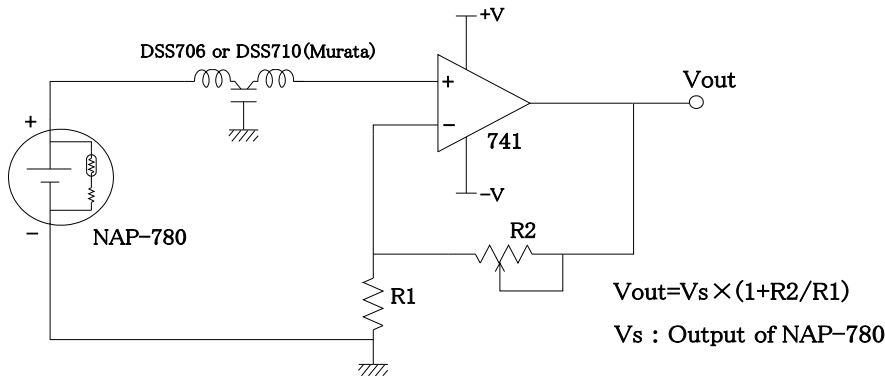 +V
DSS706 or DSS710(Murata)
Vout
+
+
−
741
−V
−
NAP−780
R2
R1
Vout=Vs×(1+R2/R1)
Vs : Output of NAP−780